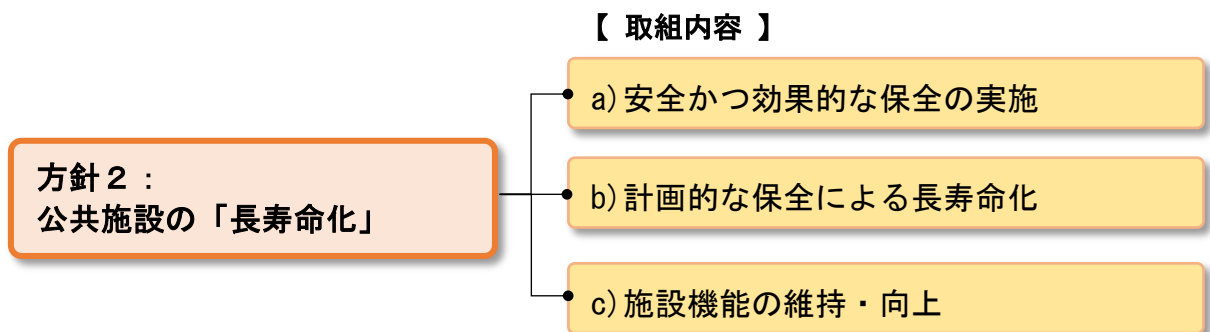 【 取組内容 】
a)安全かつ効果的な保全の実施
方針２：
公共施設の「長寿命化」
b)計画的な保全による長寿命化
c)施設機能の維持・向上